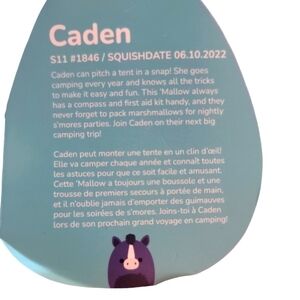 Caden
S11 #1846 / SQUISHDATE 06.10.2022
Caden can pitch a tent in a snap! She goes
camping every year and knows all the tricks
to make it easy and fun. This 'Mallow always
has a compass and first aid kit handy, and they
never forget to pack marshmallows for nightly
s'mores parties. Join Caden on their next big
camping trip!
Caden peut monter une tente en un clin d'œil!
Elle va camper chaque année et connaît toutes
les astuces pour que ce soit facile et amusant.
Cette 'Mallow a toujours une boussole et une
trousse de premiers secours à portée de main,
et il n'oublie jamais d'emporter des guimauves
pour les soirées de s'mores. Joins-toi à Caden
lors de son prochain grand voyage en camping!